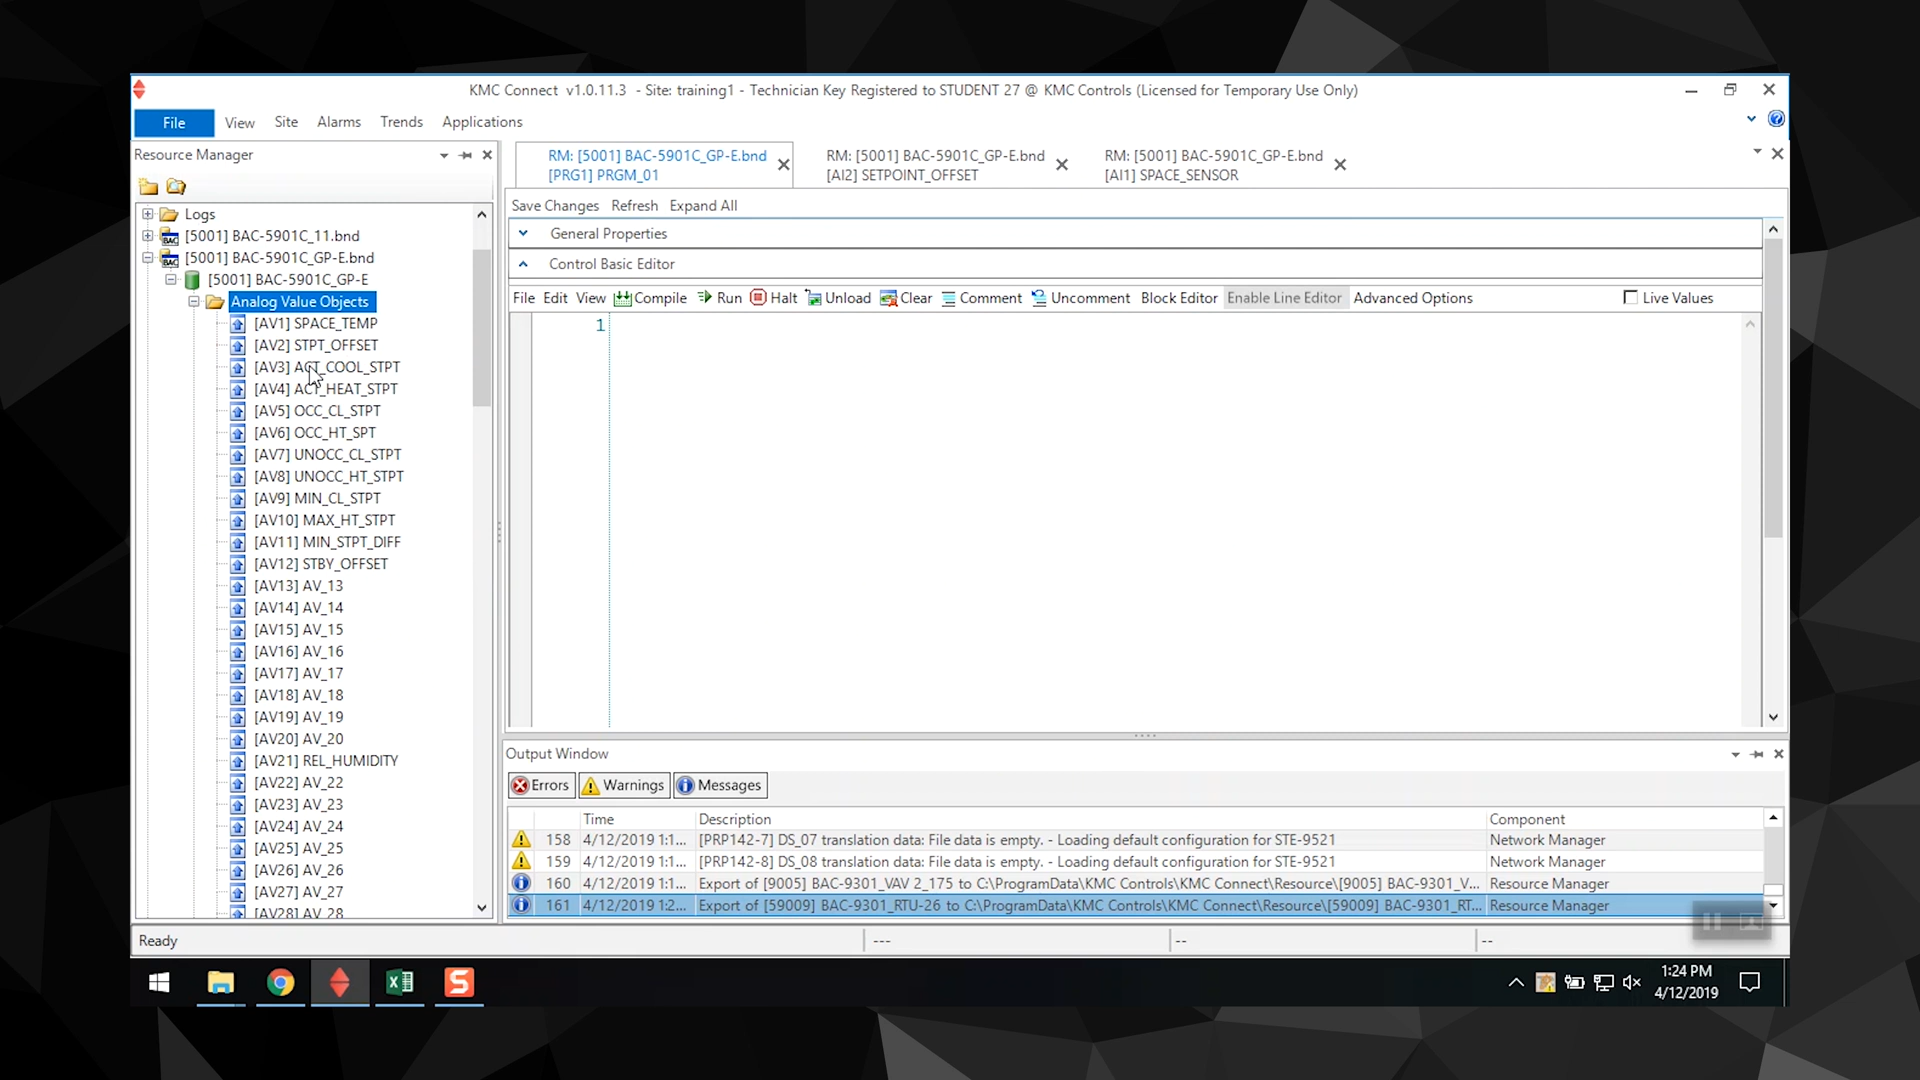 KMC Connect v1.0.11.3 - Site: training1 - Technician Key Registered to STUDENT 27 @ KMC Controls (Licensed for Temporary Use Only)
File View Site Alarms Trends Applications
Resource Manager
Logs
[5001] BAC-5901C_11.bnd
[5001] BAC-5901C_GP-E.bnd
[5001] BAC-5901C_GP-E
Analog Value Objects
[AV1] SPACE_TEMP
[AV2] STPT_OFFSET
[AV3] ACT_COOL_STPT
[AV4] ACT_HEAT_STPT
[AV5] OCC_CL_STPT
[AV6] OCC_HT_SPT
[AV7] UNOCC_CL_STPT
[AV8] UNOCC_HT_STPT
[AV9] MIN_CL_STPT
[AV10] MAX_HT_STPT
[AV11] MIN_STPT_DIFF
[AV12] STBY_OFFSET
[AV13] AV_13
[AV14] AV_14
[AV15] AV_15
[AV16] AV_16
[AV17] AV_17
[AV18] AV_18
[AV19] AV_19
[AV20] AV_20
[AV21] REL_HUMIDITY
[AV22] AV_22
[AV23] AV_23
[AV24] AV_24
[AV25] AV_25
[AV26] AV_26
[AV27] AV_27
[AV28] AV_28
RM: [5001] BAC-5901C_GP-E.bnd
[PRG1] PRGM_01
RM: [5001] BAC-5901C_GP-E.bnd
[AI2] SETPOINT_OFFSET
RM: [5001] BAC-5901C_GP-E.bnd
[AI1] SPACE_SENSOR
Save Changes Refresh Expand All
General Properties
Control Basic Editor
File Edit View Compile Run Halt Unload Clear Comment Uncomment Block Editor Enable Line Editor Advanced Options Live Values
1
Output Window
Errors Warnings Messages
Time Description Component
158 4/12/2019 1:1... [PRP142-7] DS_07 translation data: File data is empty. - Loading default configuration for STE-9521 Network Manager
159 4/12/2019 1:1... [PRP142-8] DS_08 translation data: File data is empty. - Loading default configuration for STE-9521 Network Manager
160 4/12/2019 1:1... Export of [9005] BAC-9301_VAV 2_175 to C:\ProgramData\KMC Controls\KMC Connect\Resource\[9005] BAC-9301_V... Resource Manager
161 4/12/2019 1:2... Export of [59009] BAC-9301_RTU-26 to C:\ProgramData\KMC Controls\KMC Connect\Resource\[59009] BAC-9301_RT... Resource Manager
Ready --- -- --
1:24 PM
4/12/2019